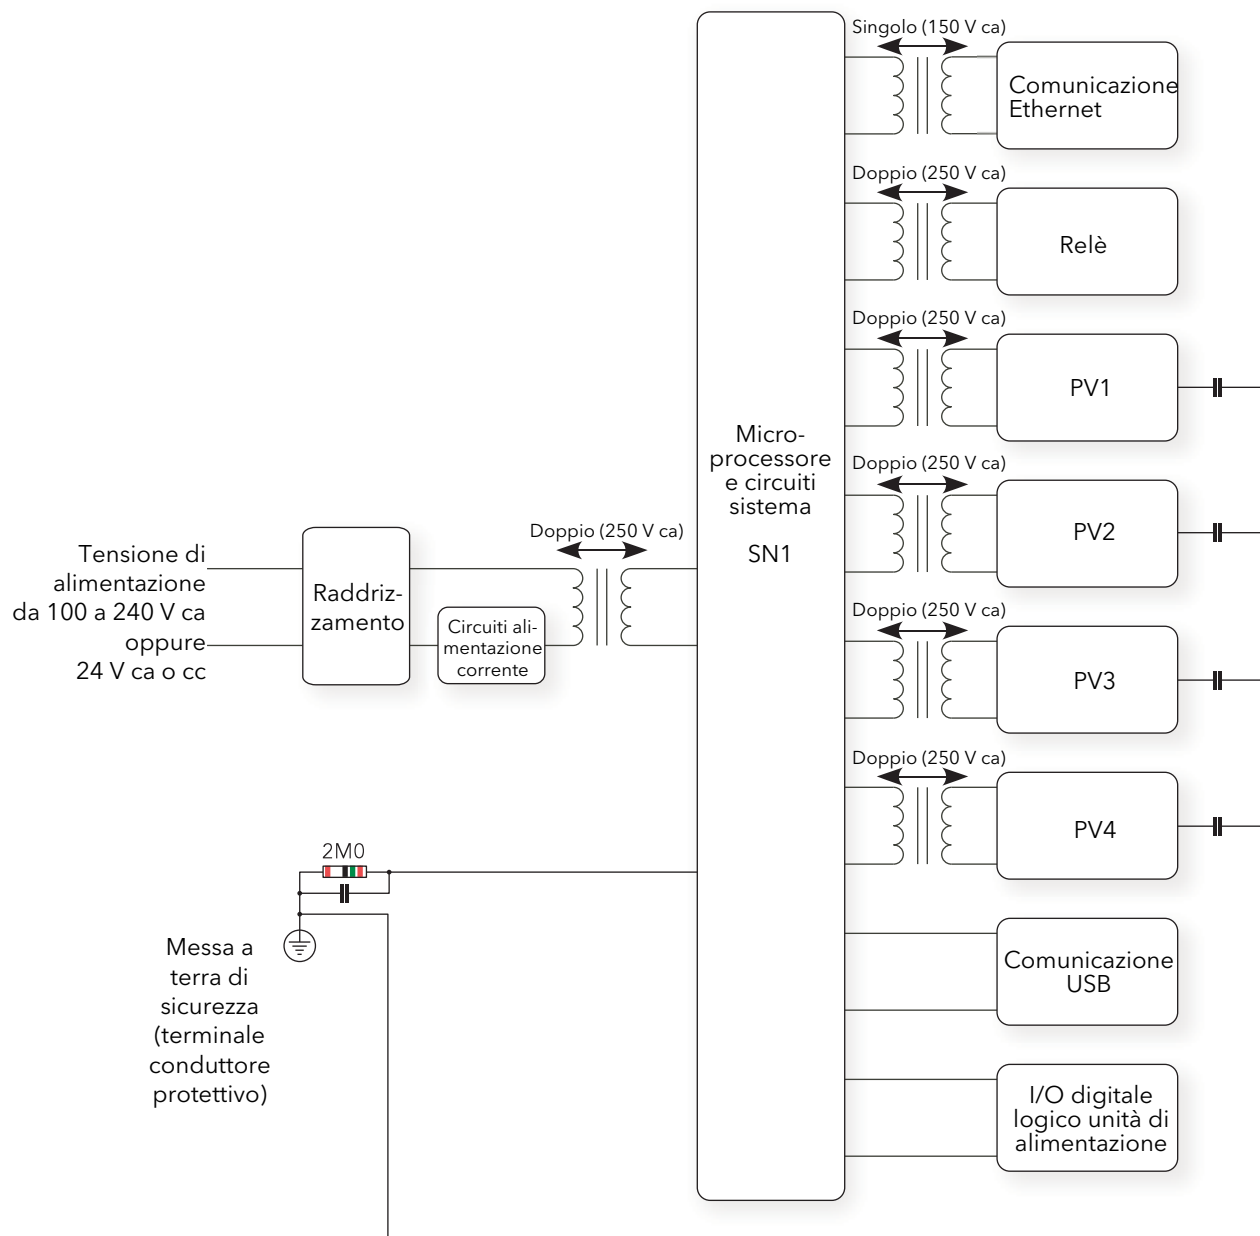 Singolo (150 V ca)
Comunicazione
Ethernet
Doppio (250 V ca)
Relè
Doppio (250 V ca)
PV1
Doppio (250 V ca)
PV2
Doppio (250 V ca)
PV3
Doppio (250 V ca)
PV4
Comunicazione
USB
I/O digitale
logico unità di
alimentazione
Micro-
processore
e circuiti
sistema
SN1
Doppio (250 V ca)
Tensione di
alimentazione
da 100 a 240 V ca
oppure
24 V ca o cc
Raddriz-
zamento
Circuiti ali-
mentazione
corrente
2M0
Messa a
terra di
sicurezza
(terminale
conduttore
protettivo)